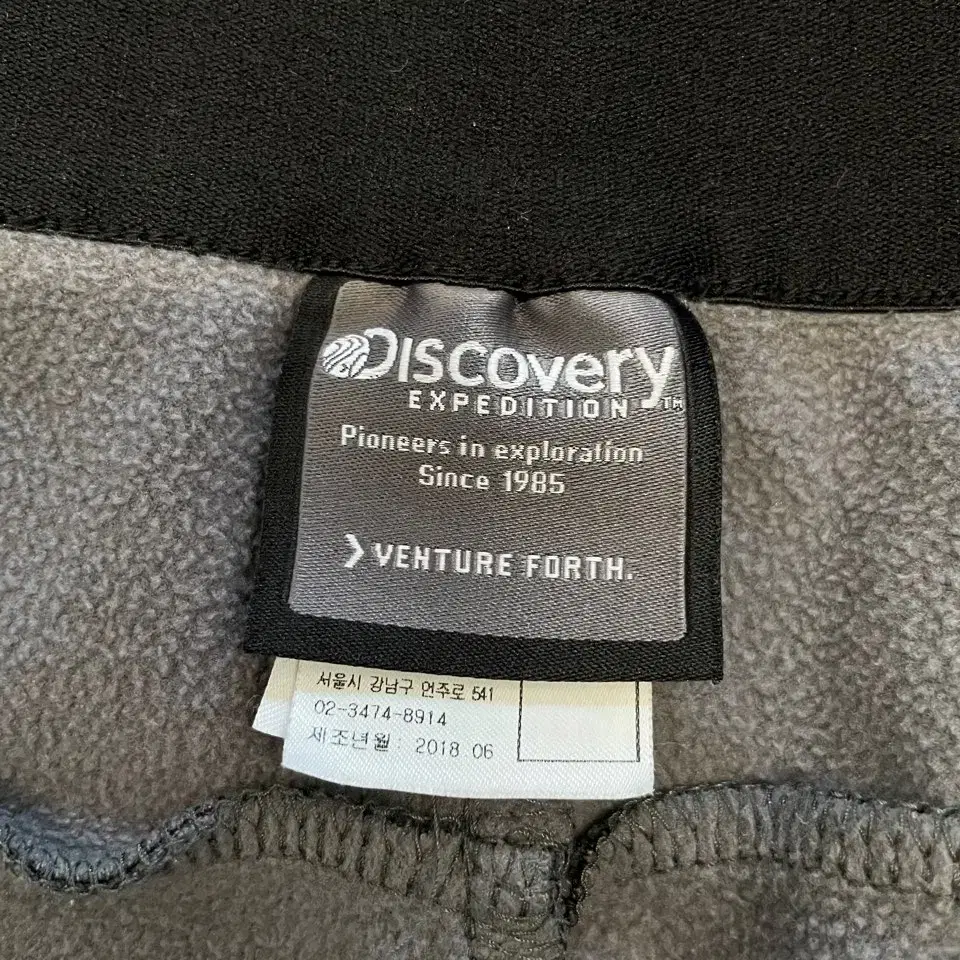 DISCOVERY
EXPEDITION™
Pioneers in exploration
Since 1985
❯ VENTURE FORTH.
서울시 강남구 언주로 541
02-3474-8914
제조년월 : 2018. 06